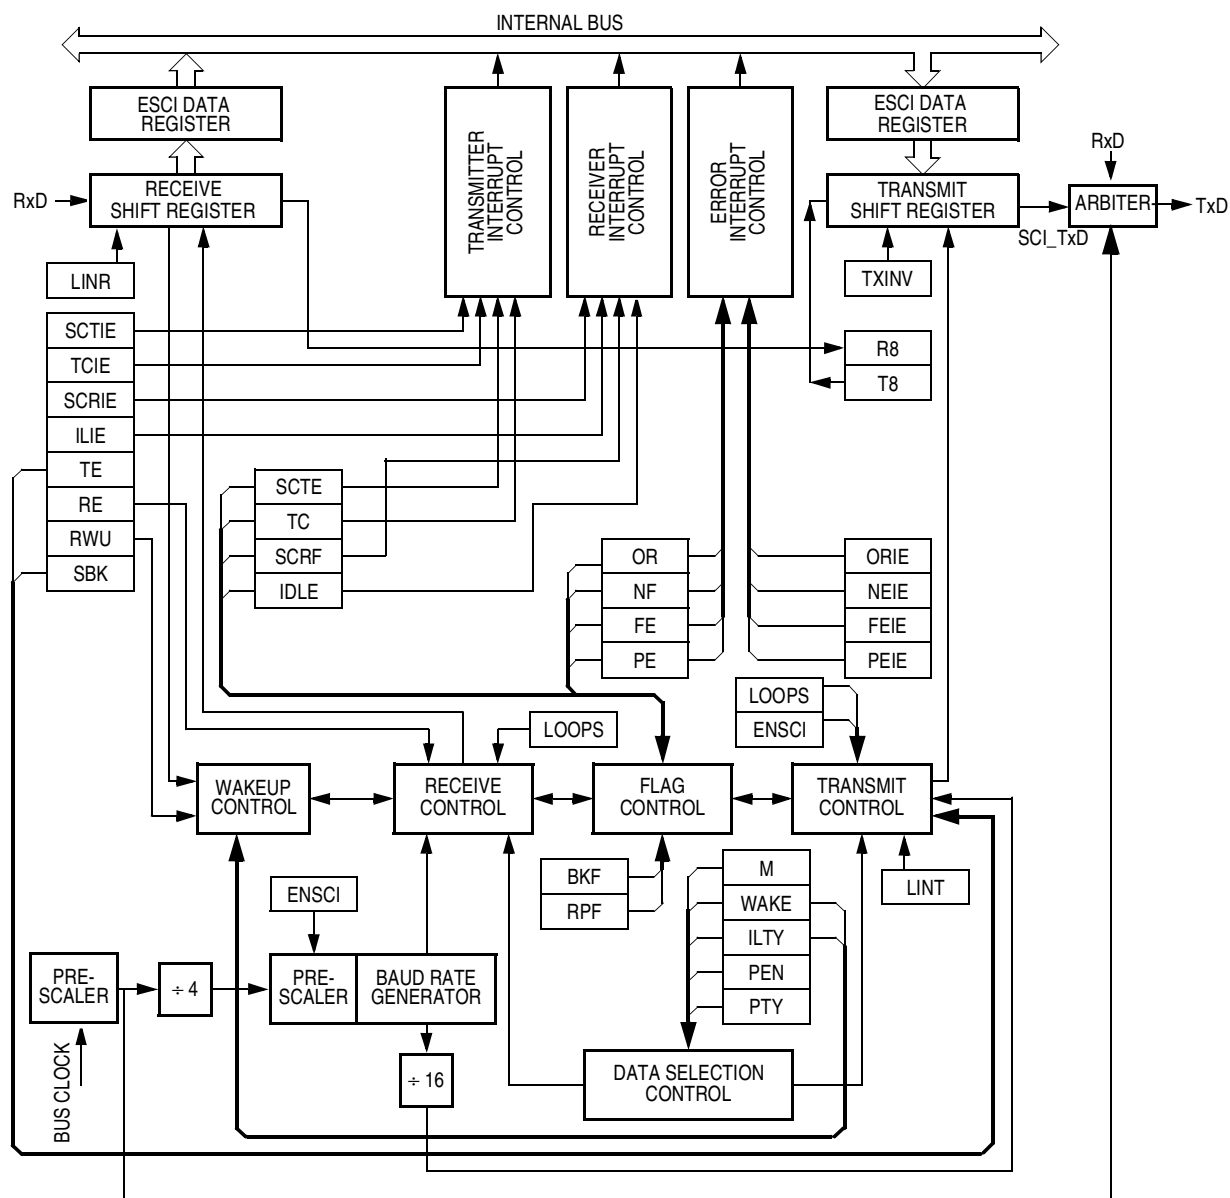 INTERNAL BUS
ESCI DATA
REGISTER
ESCI DATA
REGISTER
TRANSMITTER
INTERRUPT
CONTROL
RECEIVER
INTERRUPT
CONTROL
ERROR
INTERRUPT
CONTROL
RxD
RECEIVE
SHIFT REGISTER
TRANSMIT
SHIFT REGISTER
RxD
ARBITER
TxD
SCI_TxD
LINR
TXINV
SCTIE
TCIE
SCRIE
ILIE
TE
RE
RWU
SBK
R8
T8
SCTE
TC
SCRF
IDLE
OR
NF
FE
PE
ORIE
NEIE
FEIE
PEIE
LOOPS
LOOPS
ENSCI
WAKEUP
CONTROL
RECEIVE
CONTROL
FLAG
CONTROL
TRANSMIT
CONTROL
ENSCI
BKF
RPF
M
WAKE
ILTY
PEN
PTY
LINT
PRE-
SCALER
÷ 4
PRE-
SCALER
BAUD RATE
GENERATOR
BUS CLOCK
÷ 16
DATA SELECTION
CONTROL